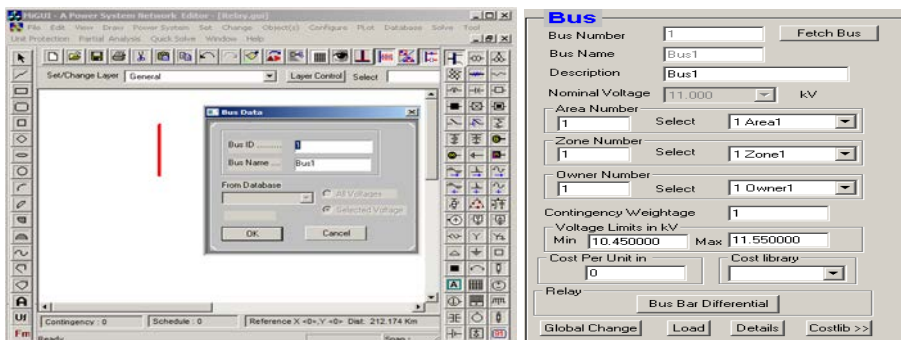 MiGUI - A Power System Network Editor - [Relay.gui]
File Edit View Draw Power System Set Change Object(s) Configure Plot Database Solve Tool
Unit Protection Partial Analysis Quick Solve Window Help
Set/Change Layer General Layer Control Select
Bus Data
Bus ID ......... 1
Bus Name .... Bus1
From Database
All Voltages
Selected Voltage
OK Cancel
Contingency : 0 Schedule : 0 Reference X <0>,Y <0> Dist: 212.174 Km
Ready
Bus
Bus Number 1 Fetch Bus
Bus Name Bus1
Description Bus1
Nominal Voltage 11.000 kV
Area Number
1 Select 1 Area1
Zone Number
1 Select 1 Zone1
Owner Number
1 Select 1 Owner1
Contingency Weightage 1
Voltage Limits in kV
Min 10.450000 Max 11.550000
Cost Per Unit in Cost library
0
Relay
Bus Bar Differential
Global Change Load Details Costlib >>